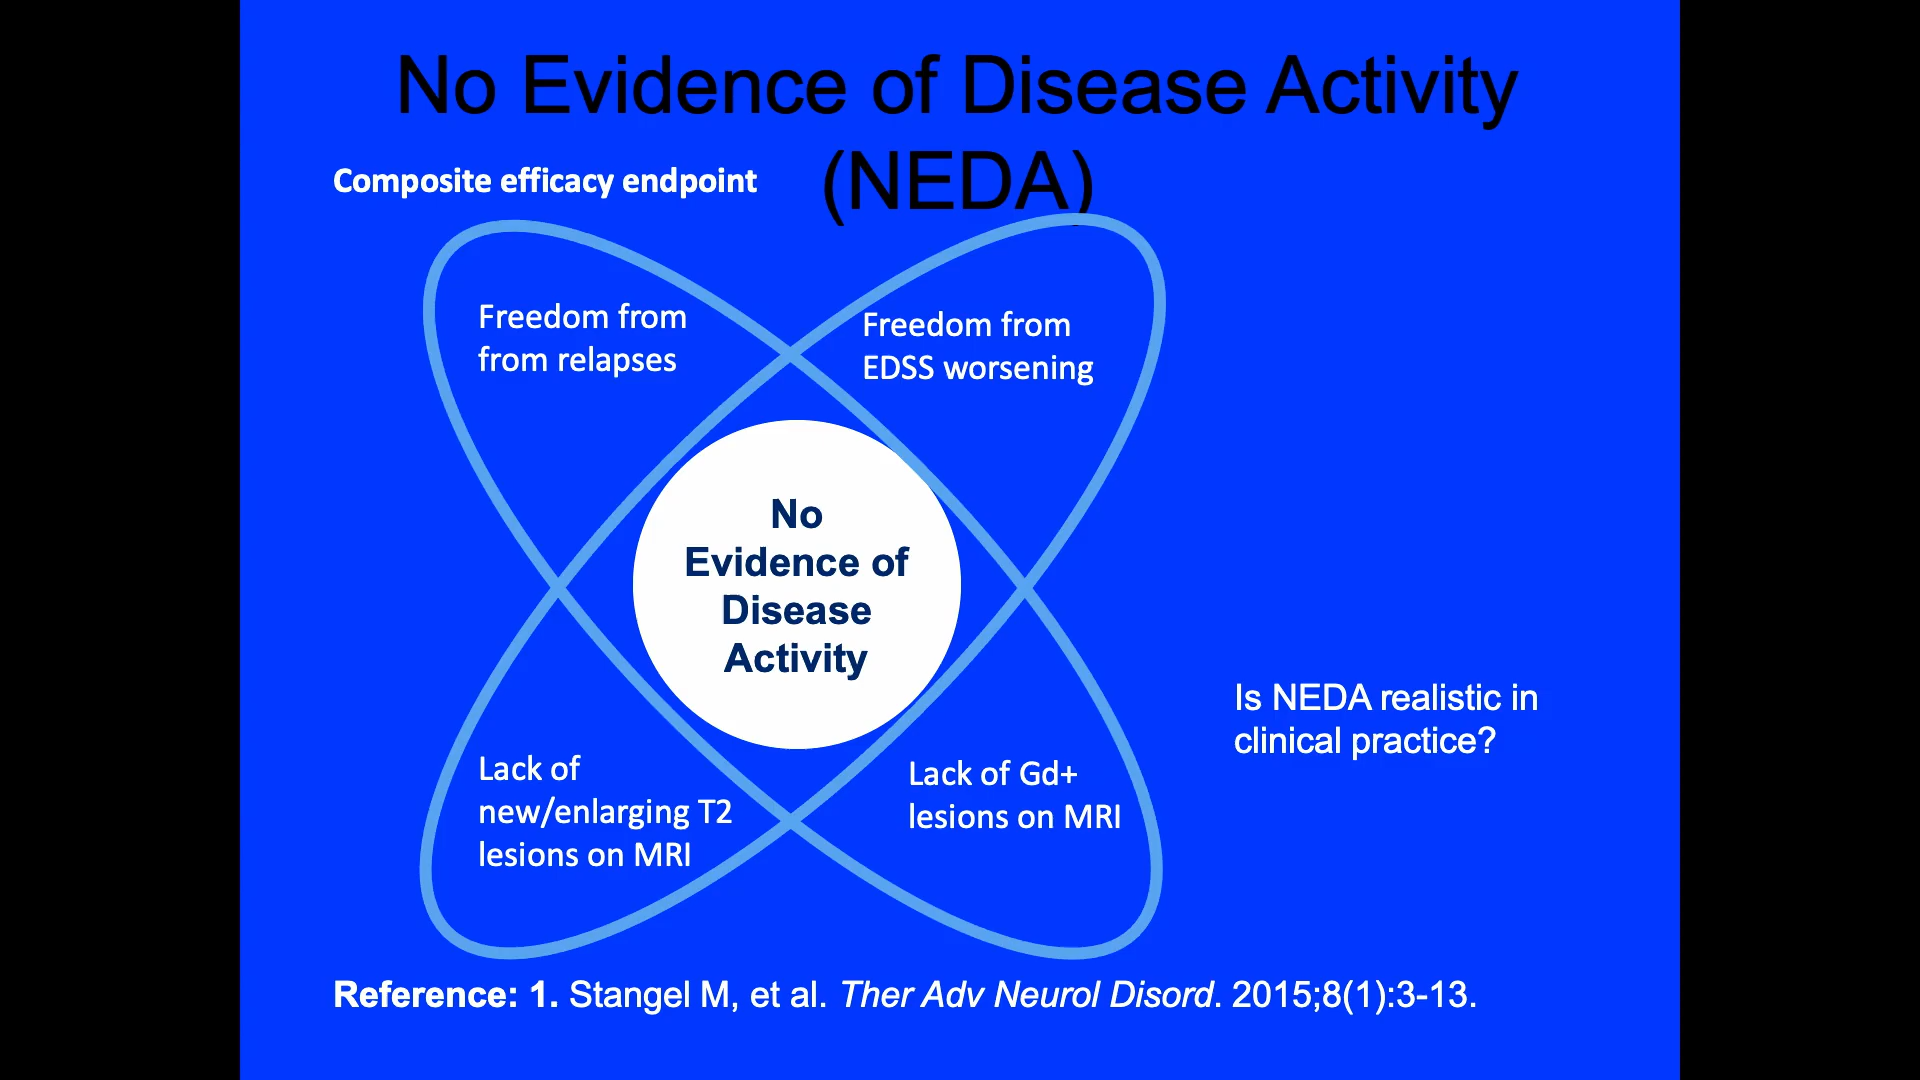 No Evidence of Disease Activity
(NEDA)
Composite efficacy endpoint
Freedom from
from relapses
Freedom from
EDSS worsening
No
Evidence of
Disease
Activity
Lack of
new/enlarging T2
lesions on MRI
Lack of Gd+
lesions on MRI
Is NEDA realistic in
clinical practice?
Reference: 1. Stangel M, et al. Ther Adv Neurol Disord. 2015;8(1):3-13.